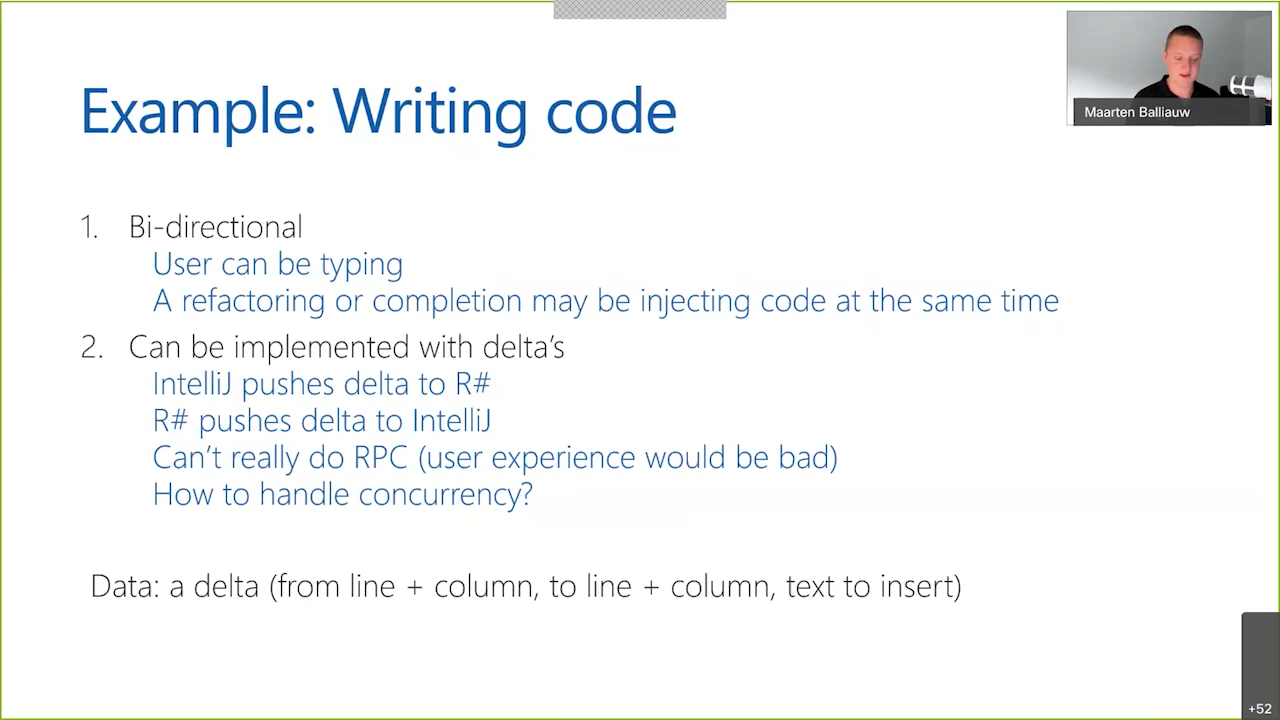 Example: Writing code
Maarten Balliauw
1. Bi-directional
User can be typing
A refactoring or completion may be injecting code at the same time
2. Can be implemented with delta's
IntelliJ pushes delta to R#
R# pushes delta to IntelliJ
Can't really do RPC (user experience would be bad)
How to handle concurrency?
Data: a delta (from line + column, to line + column, text to insert)
+52